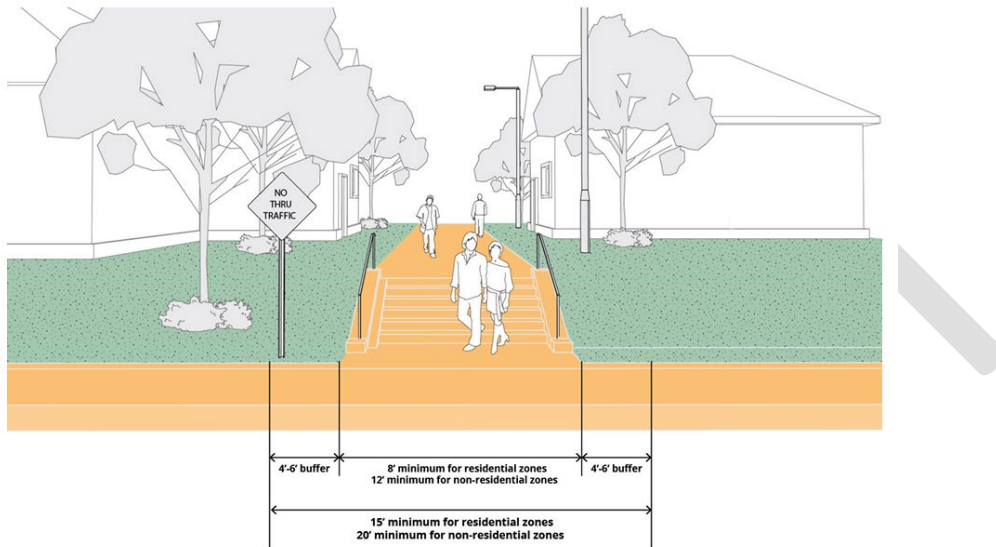 NO
THRU
TRAFFIC
4'-6' buffer
8' minimum for residential zones
12' minimum for non-residential zones
4'-6' buffer
15' minimum for residential zones
20' minimum for non-residential zones